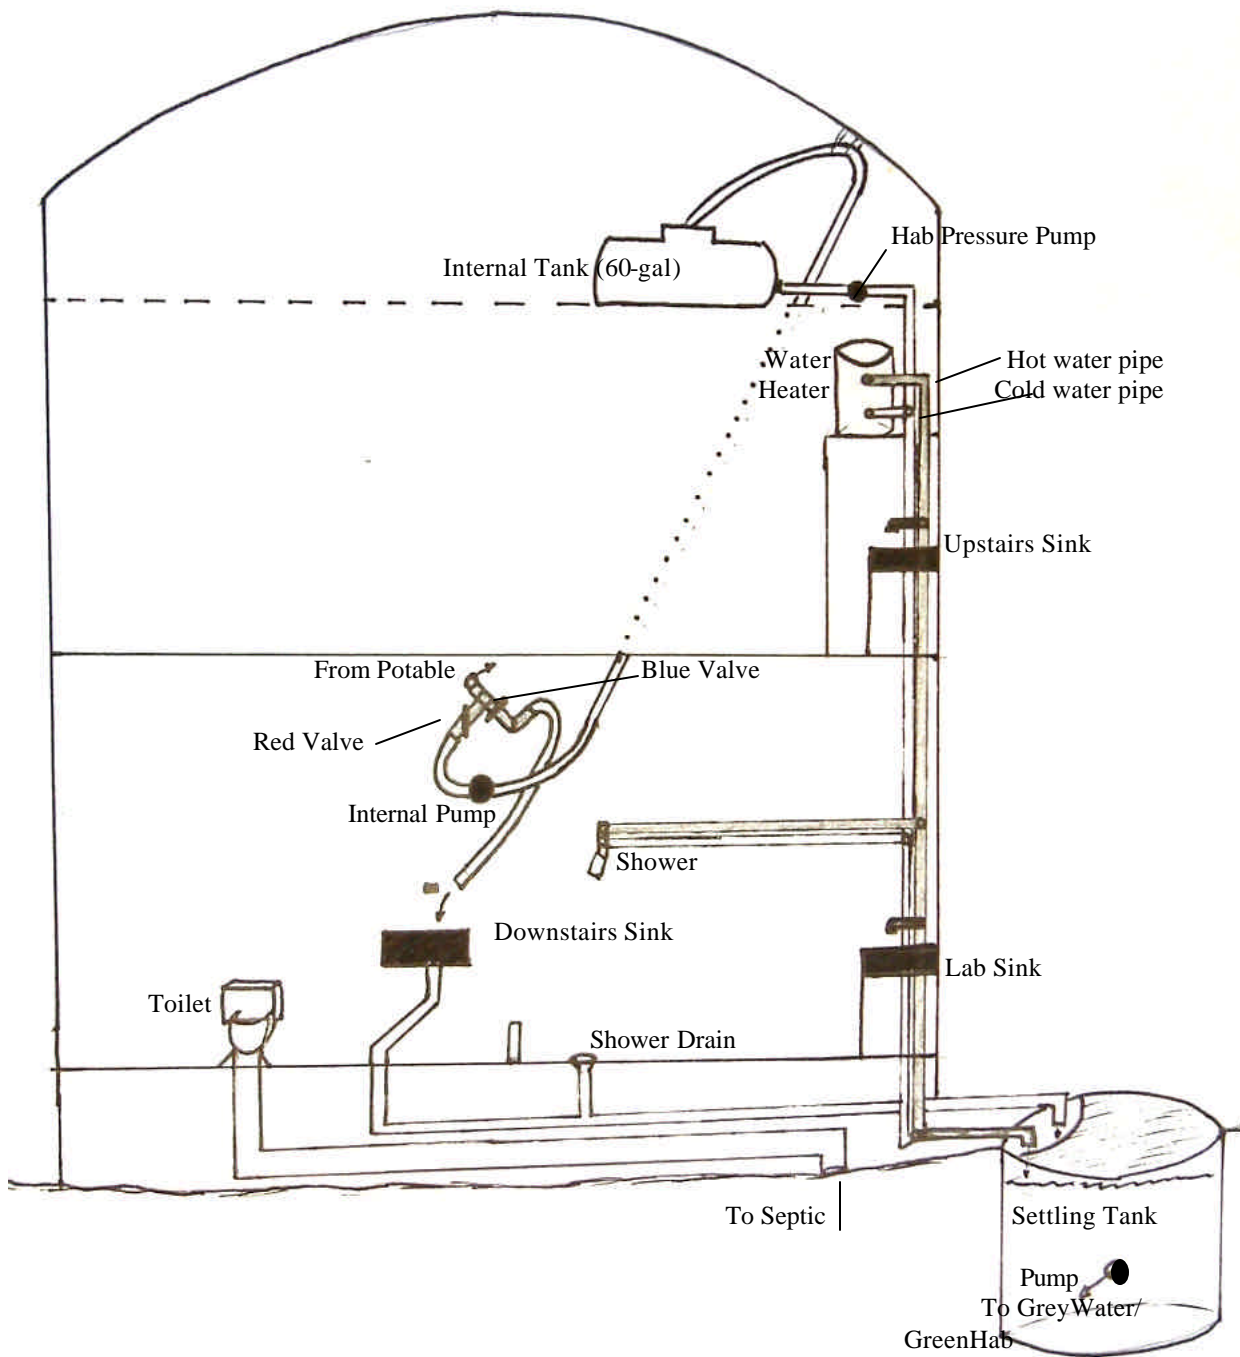 Hab Pressure Pump
Internal Tank (60-gal)
Water
Heater
Hot water pipe
Cold water pipe
Upstairs Sink
From Potable
Blue Valve
Red Valve
Internal Pump
Shower
Downstairs Sink
Lab Sink
Toilet
Shower Drain
To Septic
Settling Tank
Pump
To GreyWater/
GreenHab